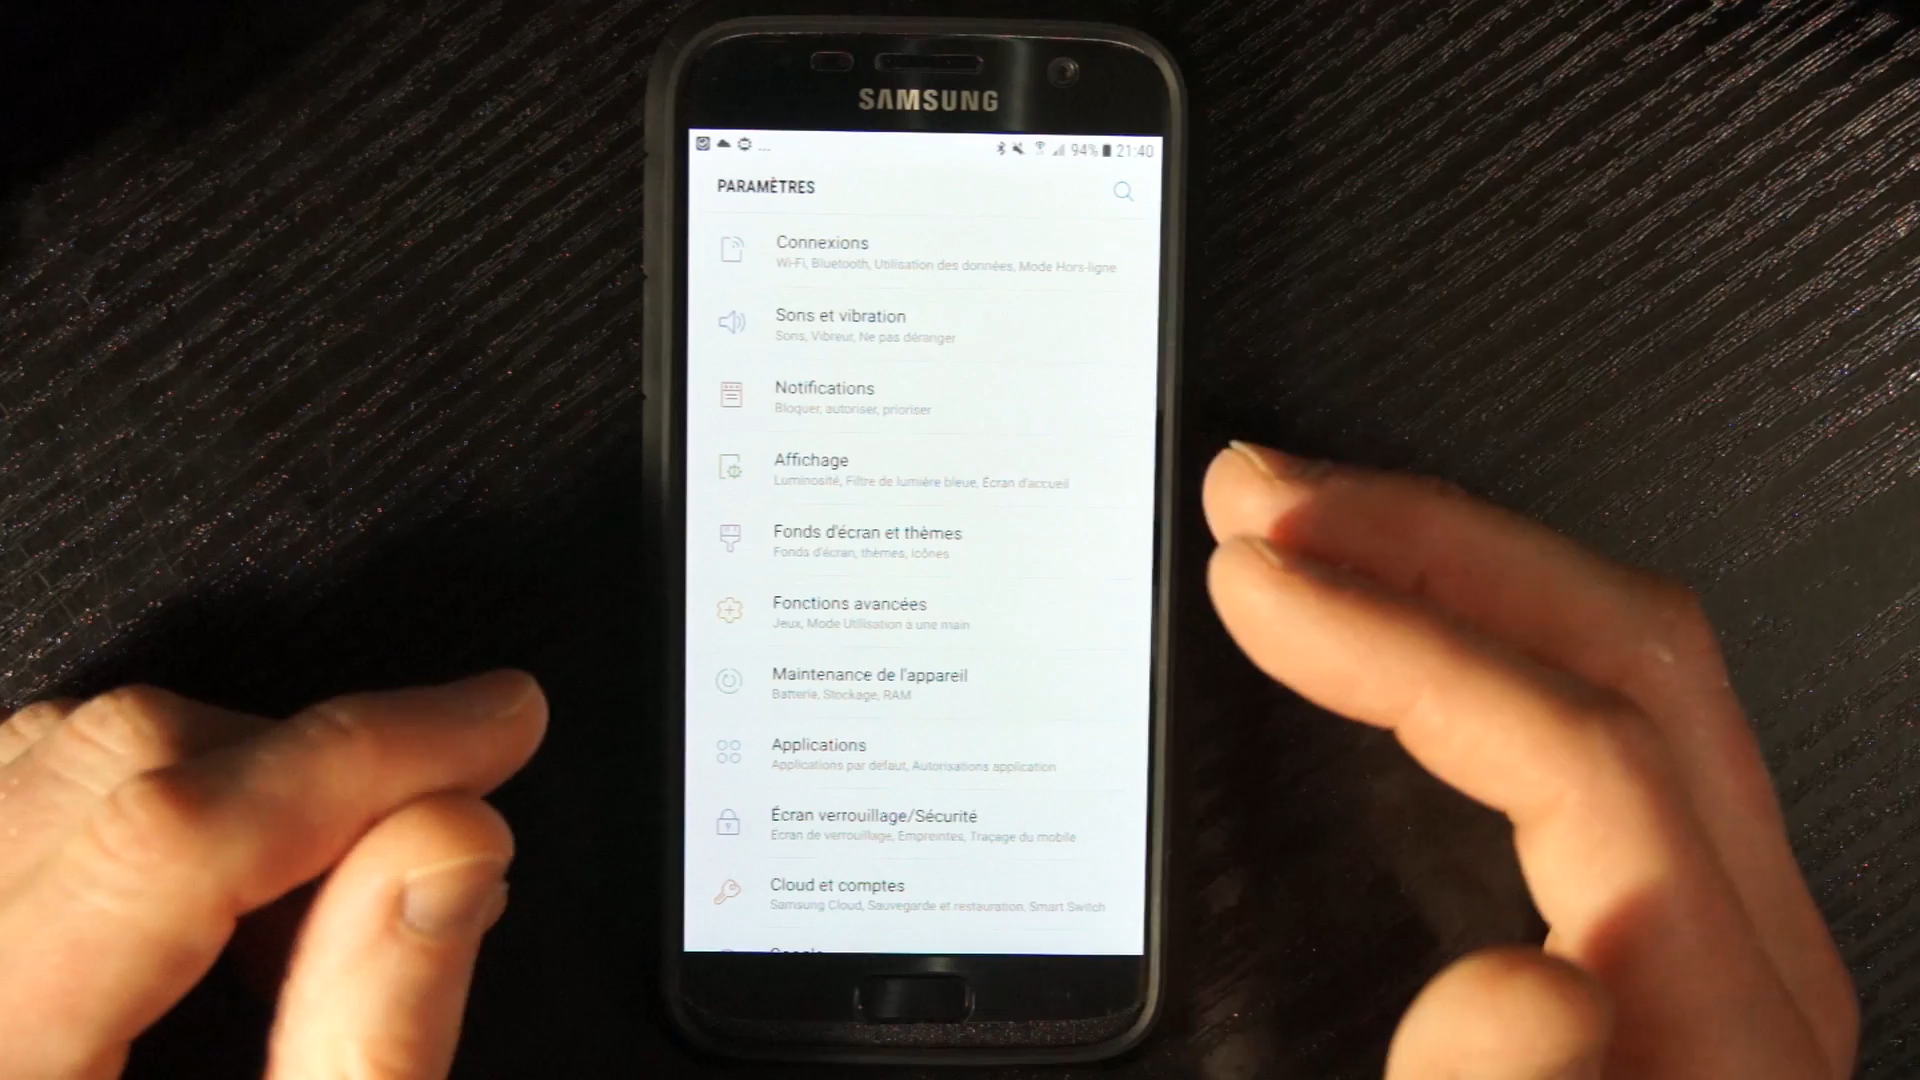 SAMSUNG
... 94% 21:40
PARAMÈTRES
Connexions
Wi-Fi, Bluetooth, Utilisation des données, Mode Hors-ligne
Sons et vibration
Sons, Vibreur, Ne pas déranger
Notifications
Bloquer, autoriser, prioriser
Affichage
Luminosité, Filtre de lumière bleue, Écran d'accueil
Fonds d'écran et thèmes
Fonds d'écran, thèmes, icônes
Fonctions avancées
Jeux, Mode Utilisation à une main
Maintenance de l'appareil
Batterie, Stockage, RAM
Applications
Applications par défaut, Autorisations application
Écran verrouillage/Sécurité
Écran de verrouillage, Empreintes, Traçage du mobile
Cloud et comptes
Samsung Cloud, Sauvegarde et restauration, Smart Switch